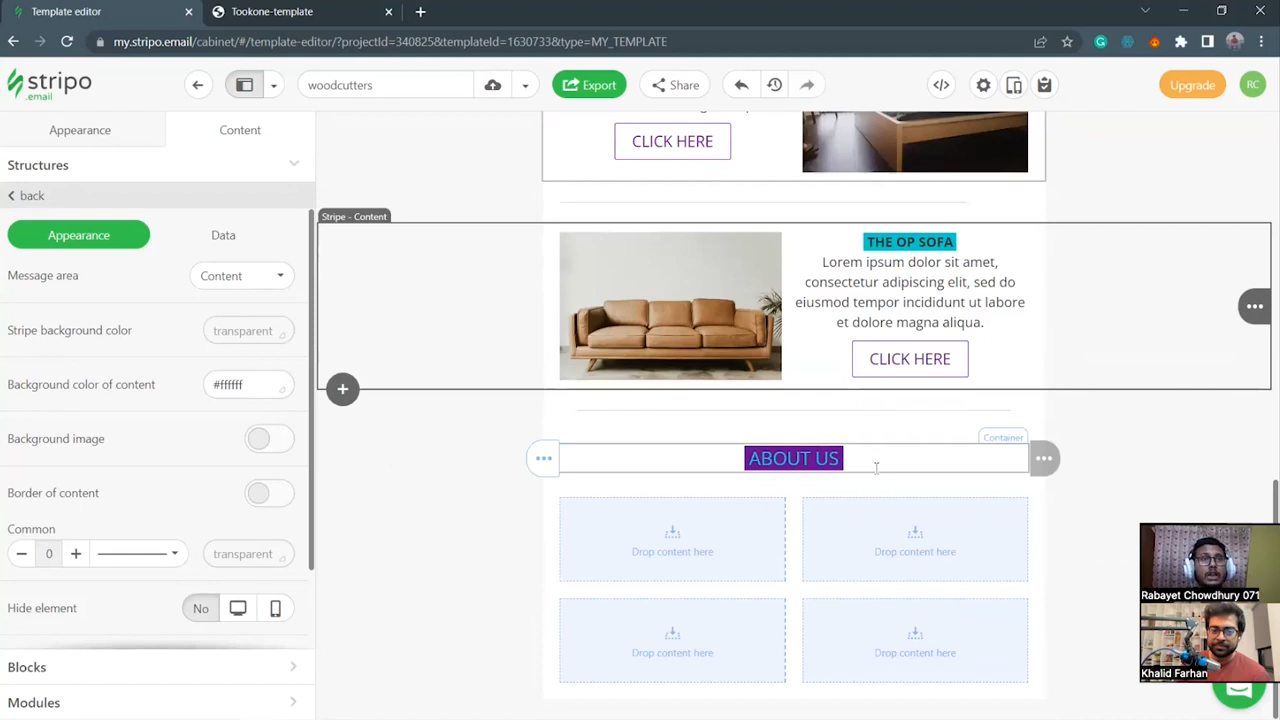 Template editor
Tookone-template
my.stripo.email/cabinet/#/template-editor/?projectId=340825&templateId=1630733&type=MY_TEMPLATE
stripo
.email
woodcutters
Export
Share
Upgrade
RC
Appearance
Content
Structures
back
Appearance
Data
Message area
Content
Stripe background color
transparent
Background color of content
#ffffff
Background image
Border of content
Common
0
transparent
Hide element
No
Blocks
Modules
CLICK HERE
Stripe - Content
THE OP SOFA
Lorem ipsum dolor sit amet,
consectetur adipiscing elit, sed do
eiusmod tempor incididunt ut labore
et dolore magna aliqua.
CLICK HERE
Container
ABOUT US
Drop content here
Drop content here
Drop content here
Drop content here
Rabayet Chowdhury 071
Khalid Farhan